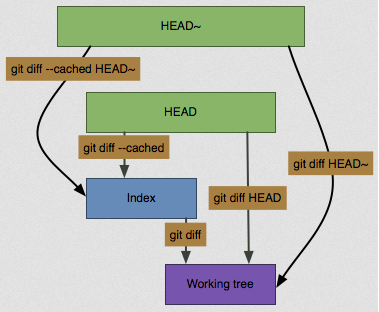 HEAD~
git diff --cached HEAD~
HEAD
git diff --cached
git diff HEAD~
Index
git diff HEAD
git diff
Working tree